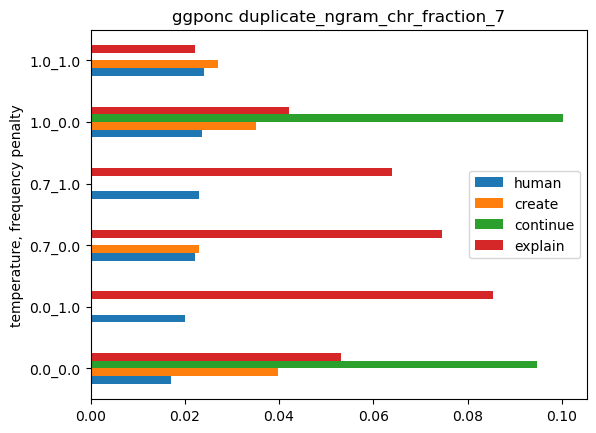 ggponc duplicate_ngram_chr_fraction_7
temperature, frequency penalty
1.0_1.0
1.0_0.0
0.7_1.0
0.7_0.0
0.0_1.0
0.0_0.0
human
create
continue
explain
0.00 0.02 0.04 0.06 0.08 0.10